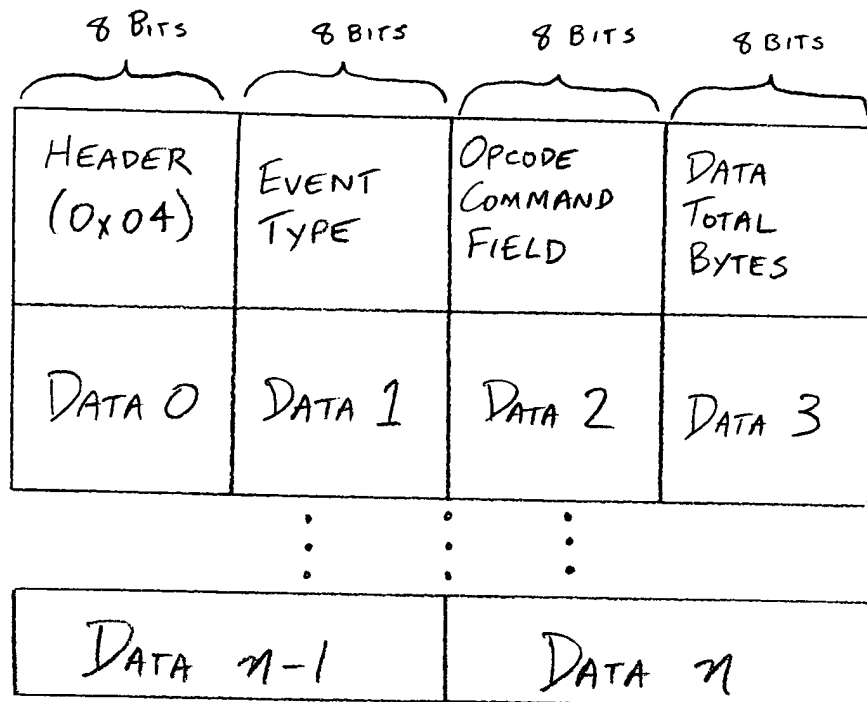 8 BITS 8 BITS 8 BITS 8 BITS
HEADER
(0x04)
EVENT
TYPE
OPCODE
COMMAND
FIELD
DATA
TOTAL
BYTES
DATA 0 DATA 1 DATA 2 DATA 3
DATA n-1 DATA n